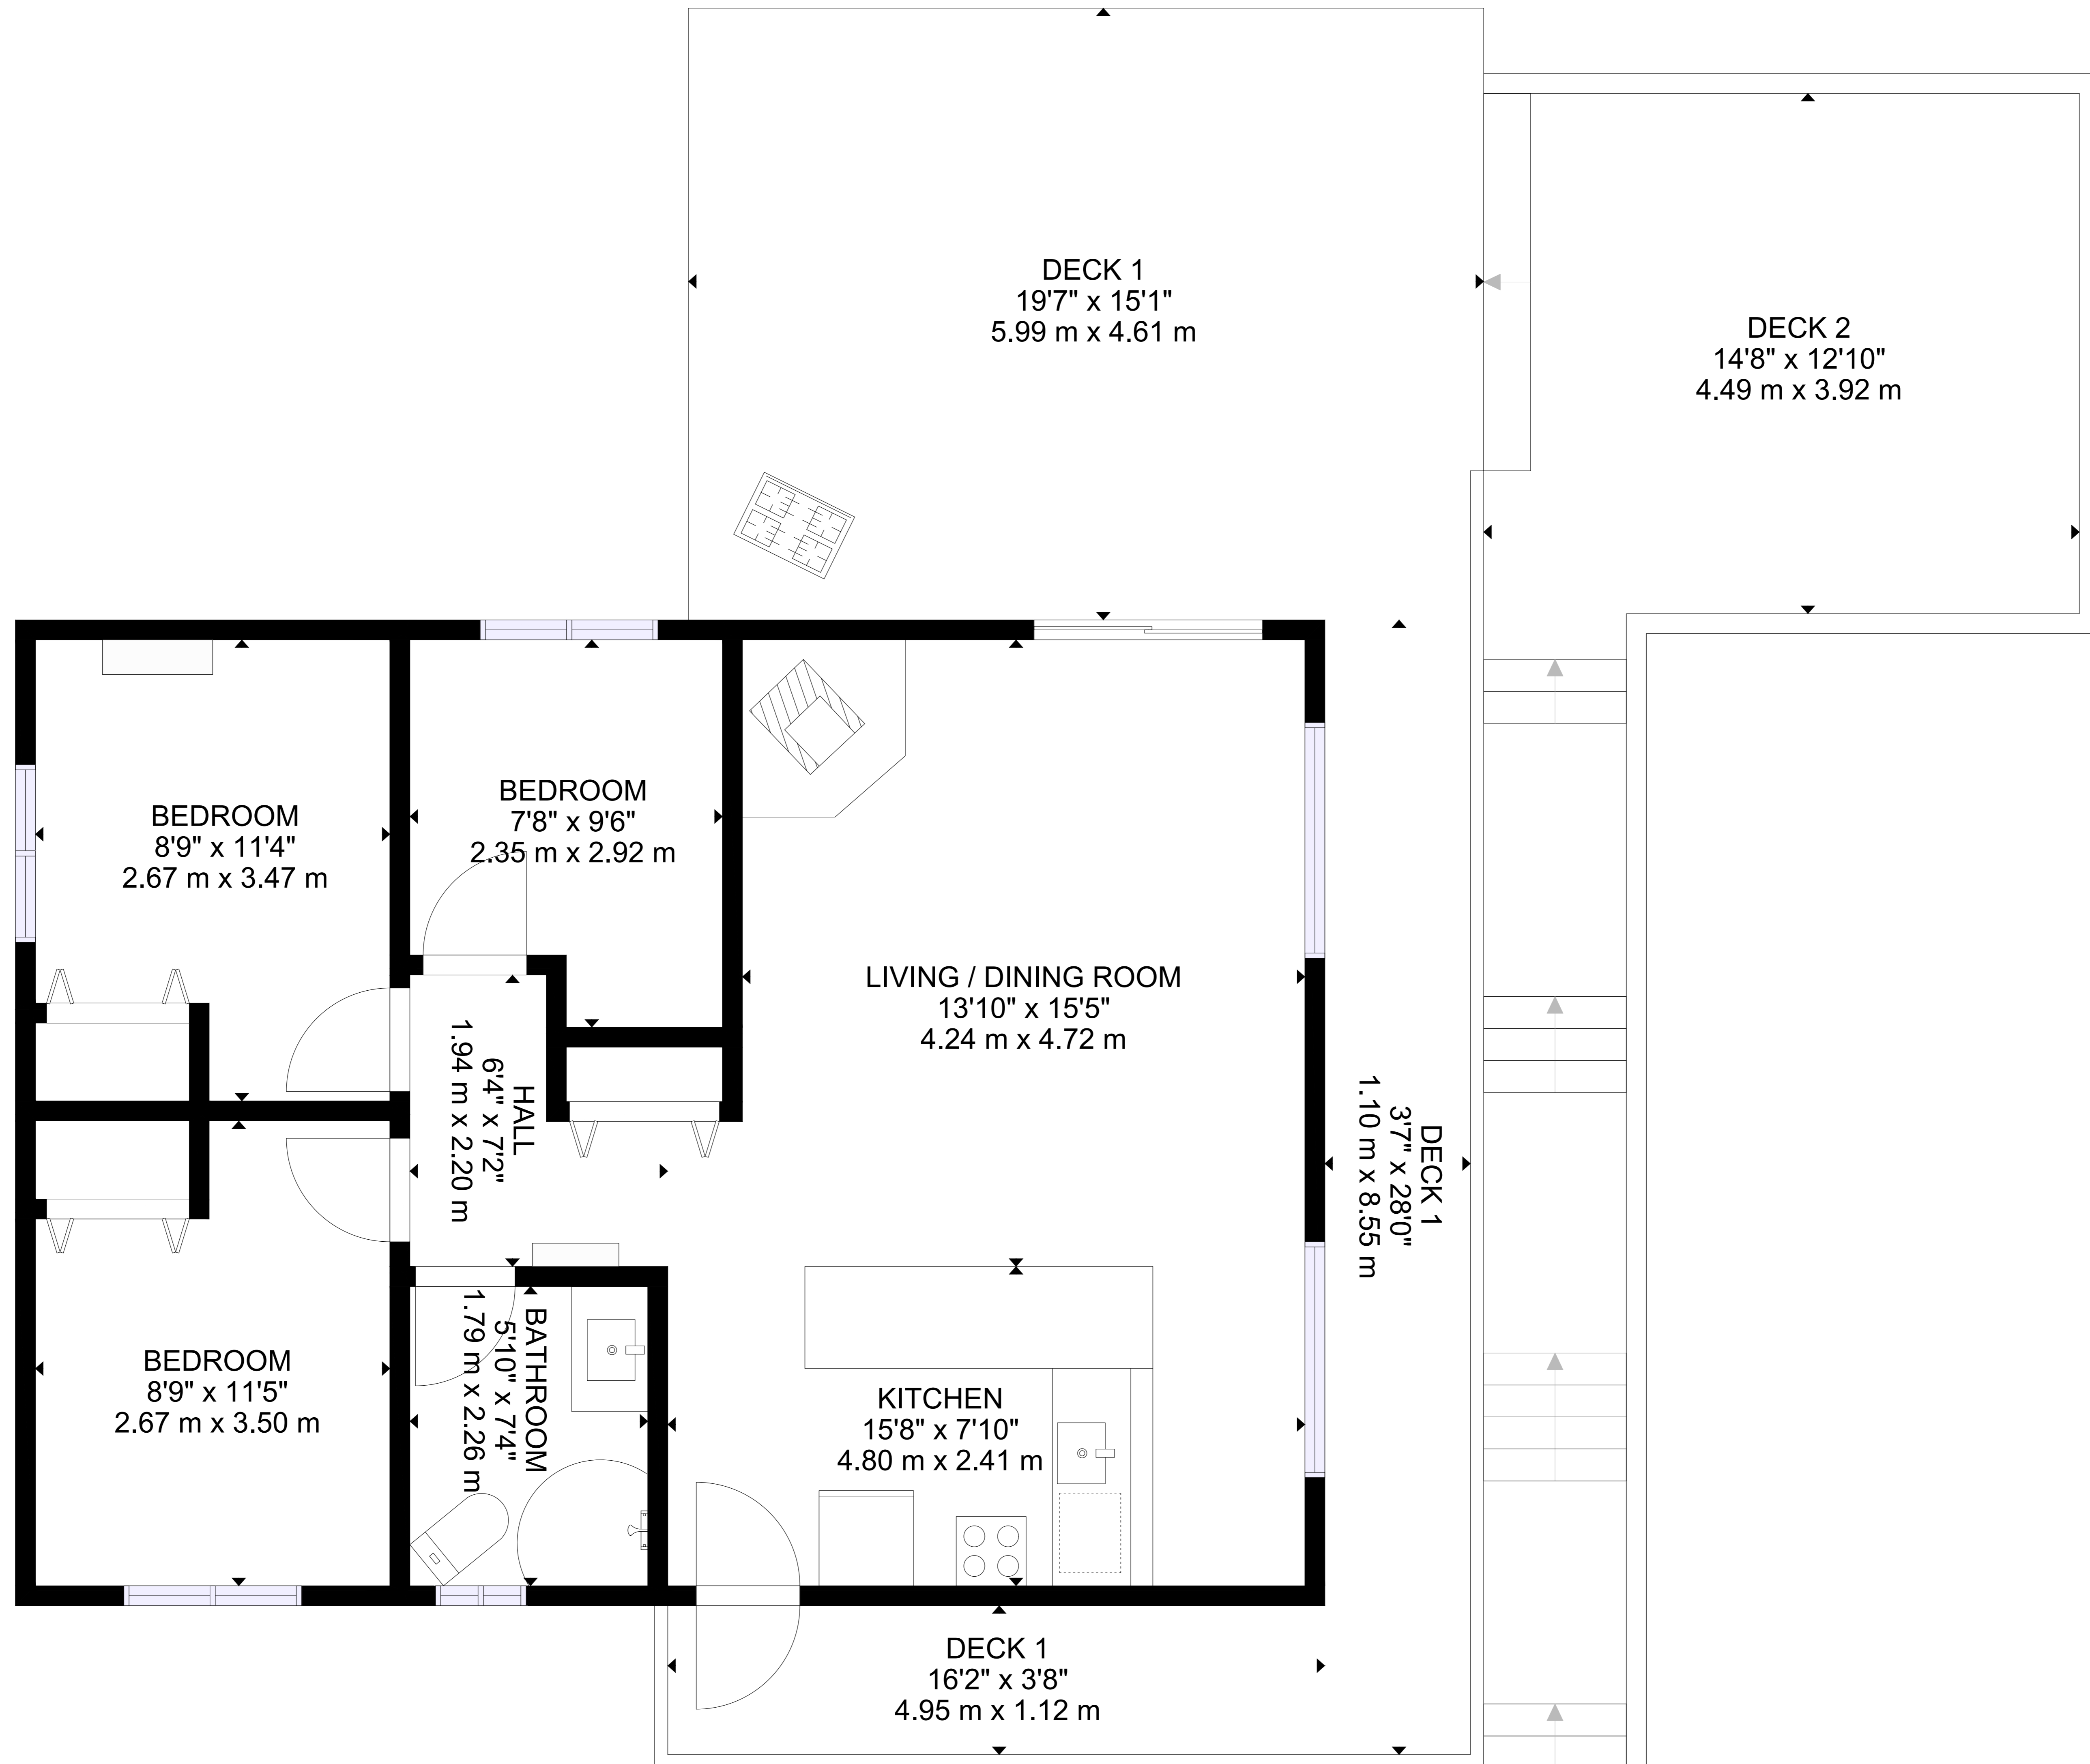 DECK 1
19'7" x 15'1"
5.99 m x 4.61 m
DECK 2
14'8" x 12'10"
4.49 m x 3.92 m
BEDROOM
8'9" x 11'4"
2.67 m x 3.47 m
BEDROOM
7'8" x 9'6"
2.35 m x 2.92 m
LIVING / DINING ROOM
13'10" x 15'5"
4.24 m x 4.72 m
HALL
6'4" x 7'2"
1.94 m x 2.20 m
DECK 1
3'7" x 28'0"
1.10 m x 8.55 m
BEDROOM
8'9" x 11'5"
2.67 m x 3.50 m
BATHROOM
5'10" x 7'4"
1.79 m x 2.26 m
KITCHEN
15'8" x 7'10"
4.80 m x 2.41 m
DECK 1
16'2" x 3'8"
4.95 m x 1.12 m